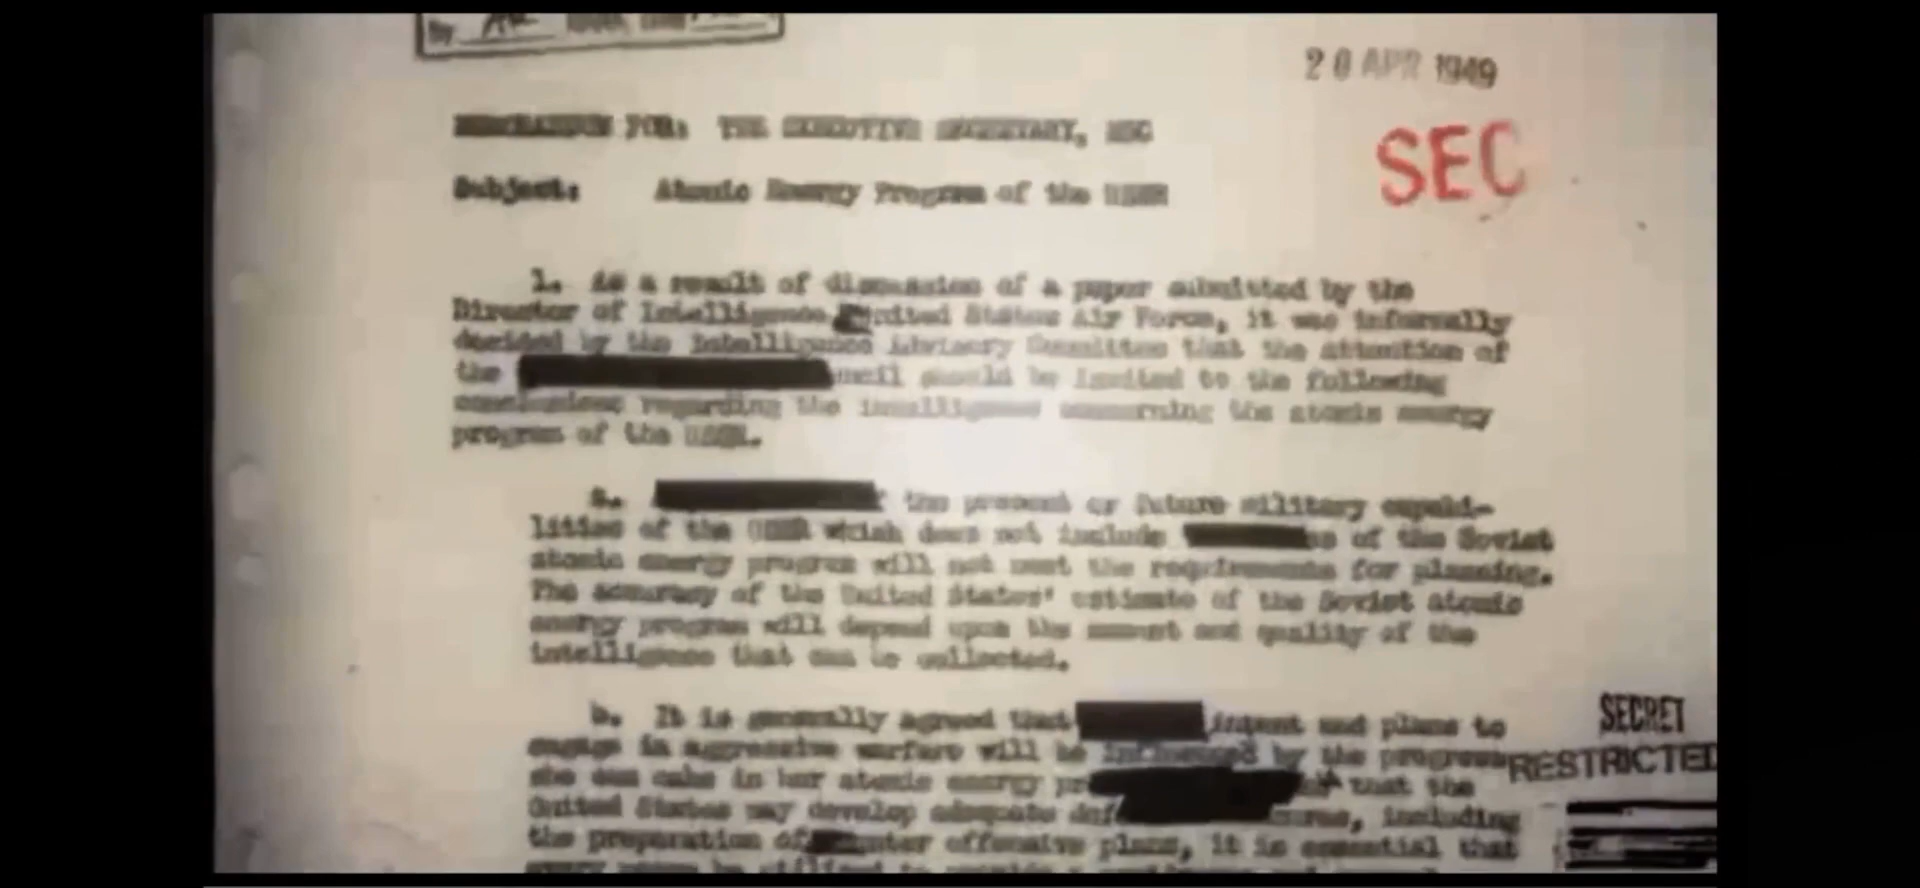 By
20 APR 1949
MEMORANDUM FOR: THE EXECUTIVE SECRETARY, NSC
SEC
Subject: Atomic Energy Program of the USSR
1. As a result of discussion of a paper submitted by the
Director of Intelligence, United States Air Force, it was informally
decided by the Intelligence Advisory Committee that the attention of
the uncil should be invited to the following
conclusions regarding the intelligence concerning the atomic energy
program of the USSR.
a. the present or future military capabi-
lities of the USSR which does not include of the Soviet
atomic energy program will not meet the requirements for planning.
The accuracy of the United States' estimate of the Soviet atomic
energy program will depend upon the amount and quality of the
intelligence that can be collected.
b. It is generally agreed that intent and plans to
SECRET
engage in aggressive warfare will be influenced by the progress
RESTRICTED
she can make in her atomic energy pr that the
United States may develop adequate def ures, including
the preparation of nter offensive plans, it is essential that